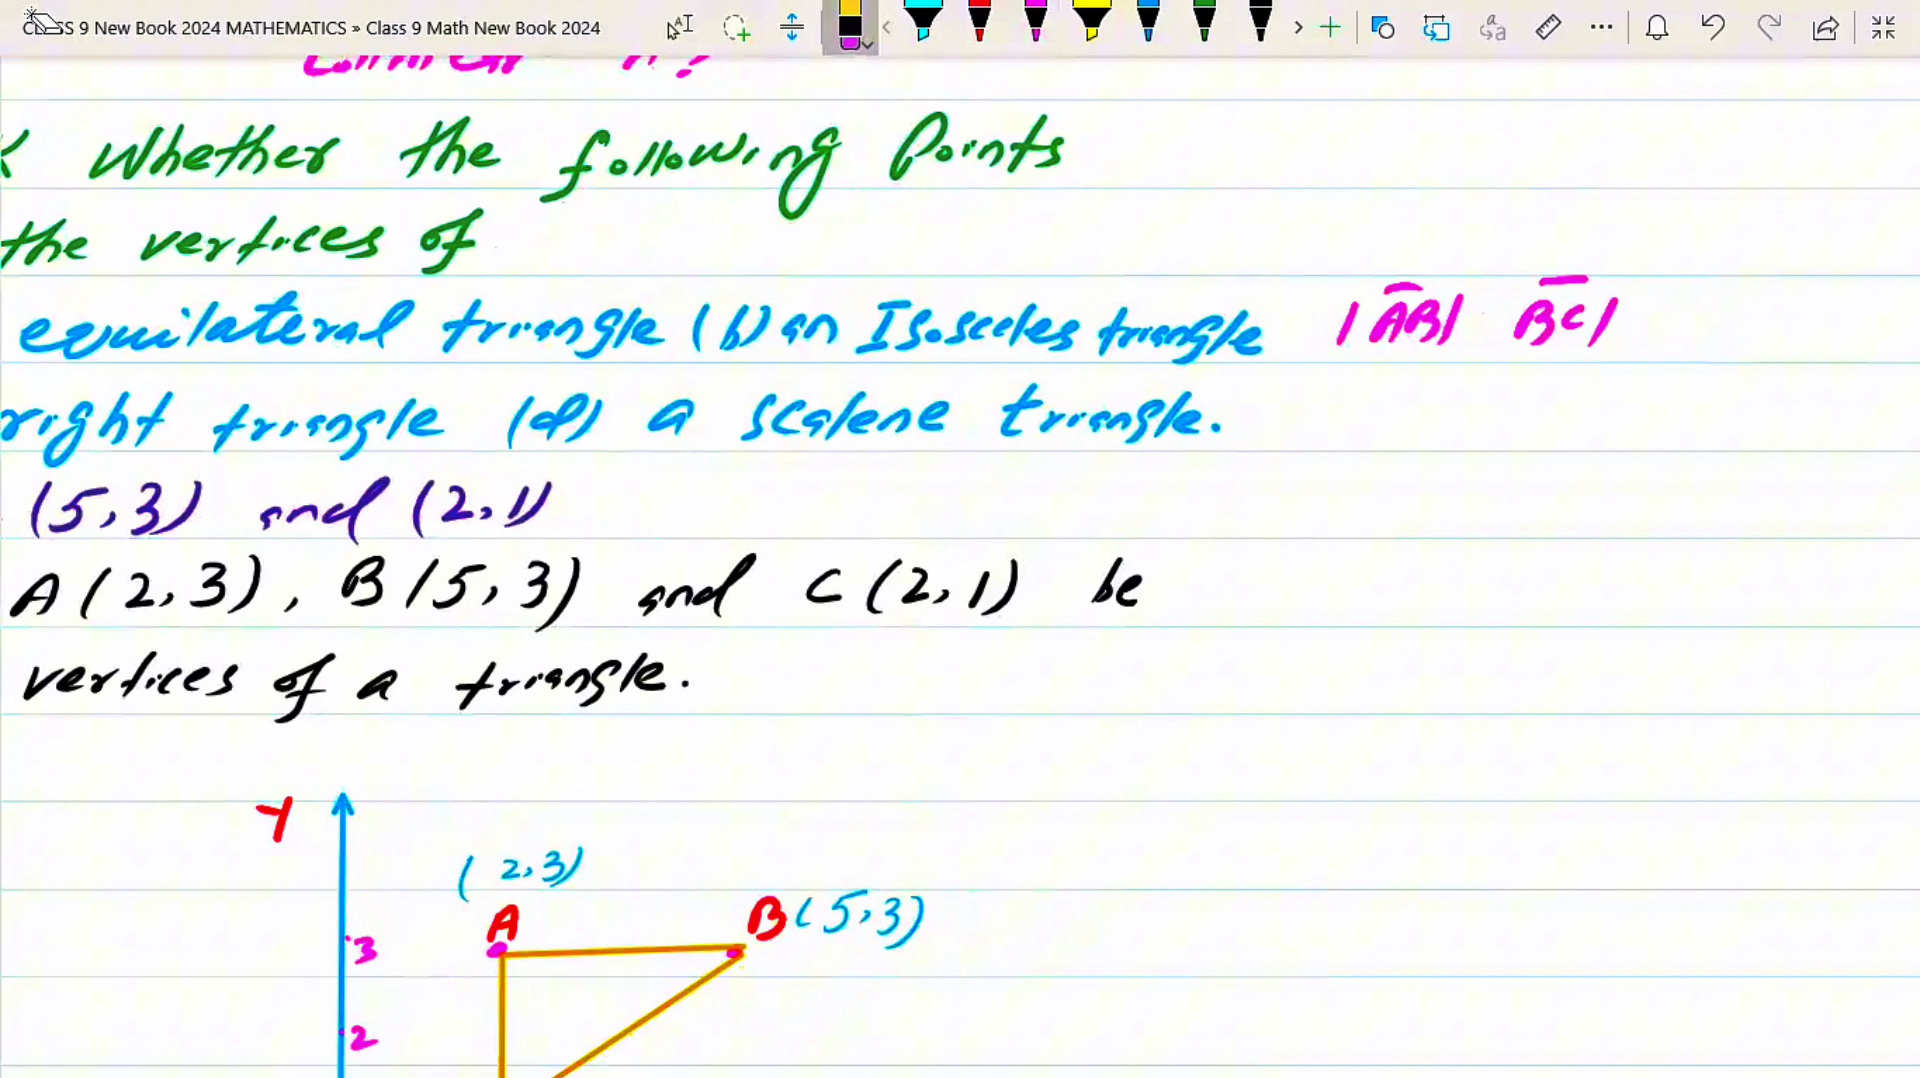 CLASS 9 New Book 2024 MATHEMATICS » Class 9 Math New Book 2024
Whether the following Points
the vertices of
equilateral triangle (b) an Isosceles triangle |AB| BC|
right triangle (d) a scalene triangle.
(5,3) and (2,1)
A(2,3), B(5,3) and C(2,1) be
vertices of a triangle.
Y
(2,3)
A
B(5,3)
3
2